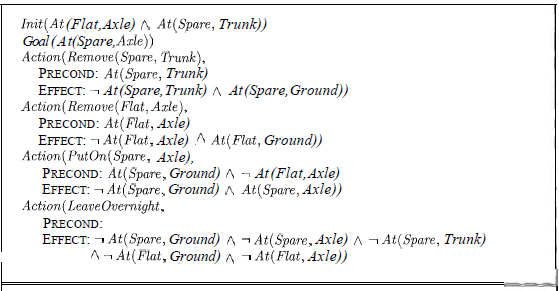 Init(At(Flat,Axle) ∧ At(Spare,Trunk))
Goal(At(Spare,Axle))
Action(Remove(Spare,Trunk),
PRECOND: At(Spare,Trunk)
EFFECT: ¬ At(Spare,Trunk) ∧ At(Spare,Ground))
Action(Remove(Flat,Axle),
PRECOND: At(Flat,Axle)
EFFECT: ¬ At(Flat,Axle) ∧ At(Flat,Ground))
Action(PutOn(Spare, Axle),
PRECOND: At(Spare,Ground) ∧ ¬ At(Flat,Axle)
EFFECT: ¬ At(Spare,Ground) ∧ At(Spare,Axle))
Action(LeaveOvernight,
PRECOND:
EFFECT: ¬ At(Spare,Ground) ∧ ¬ At(Spare,Axle) ∧ ¬ At(Spare,Trunk)
∧ ¬ At(Flat,Ground) ∧ ¬ At(Flat,Axle))